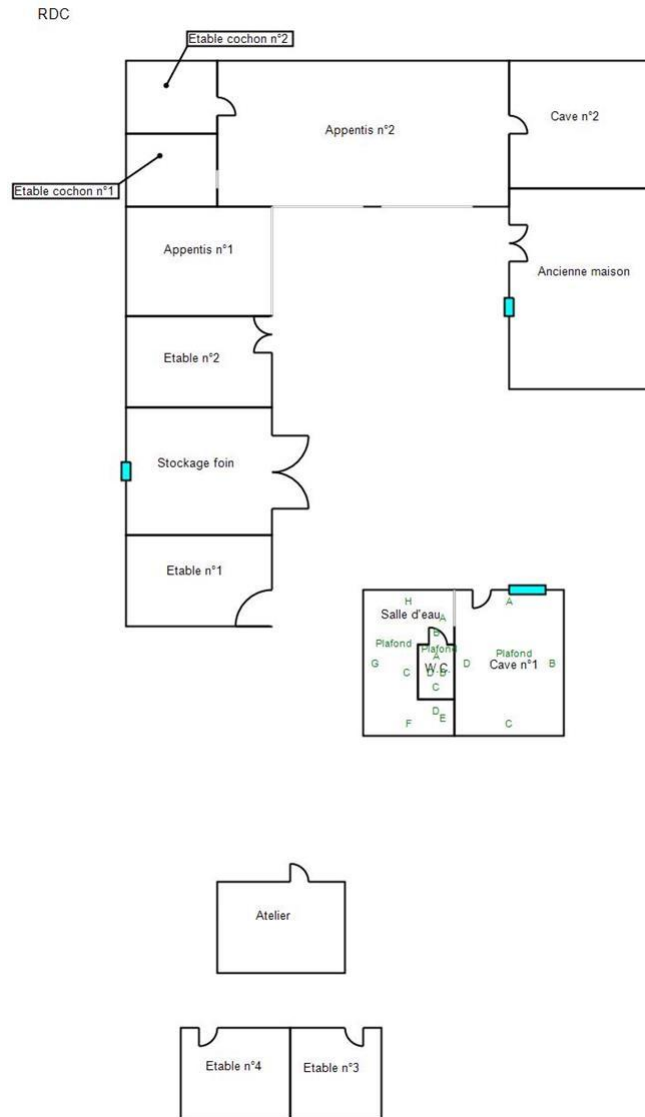 RDC
Etable cochon n°2
Cave n°2
Appentis n°2
Etable cochon n°1
Appentis n°1
Ancienne maison
Etable n°2
Stockage foin
Etable n°1
H
A
Salle d'eau
A
B
Plafond
Plafond
Plafond
A
G
C
W.C.
D
B
D
Cave n°1
B
C
D
E
F
C
Atelier
Etable n°4
Etable n°3